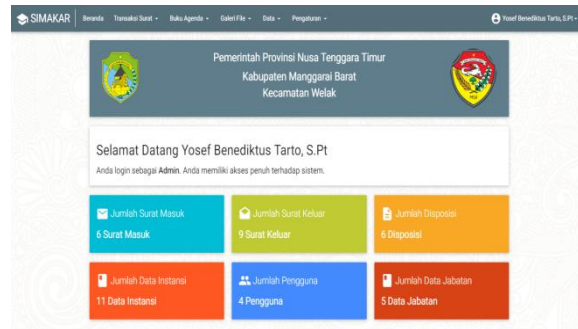 SIMAKAR Beranda Transaksi Surat Buku Agenda Galeri File Data Pengaturan Yosef Benediktus Tarto, S.Pt
Pemerintah Provinsi Nusa Tenggara Timur
Kabupaten Manggarai Barat
Kecamatan Welak
Selamat Datang Yosef Benediktus Tarto, S.Pt
Anda login sebagai Admin. Anda memiliki akses penuh terhadap sistem.
Jumlah Surat Masuk
6 Surat Masuk
Jumlah Surat Keluar
9 Surat Keluar
Jumlah Disposisi
6 Disposisi
Jumlah Data Instansi
11 Data Instansi
Jumlah Pengguna
4 Pengguna
Jumlah Data Jabatan
5 Data Jabatan